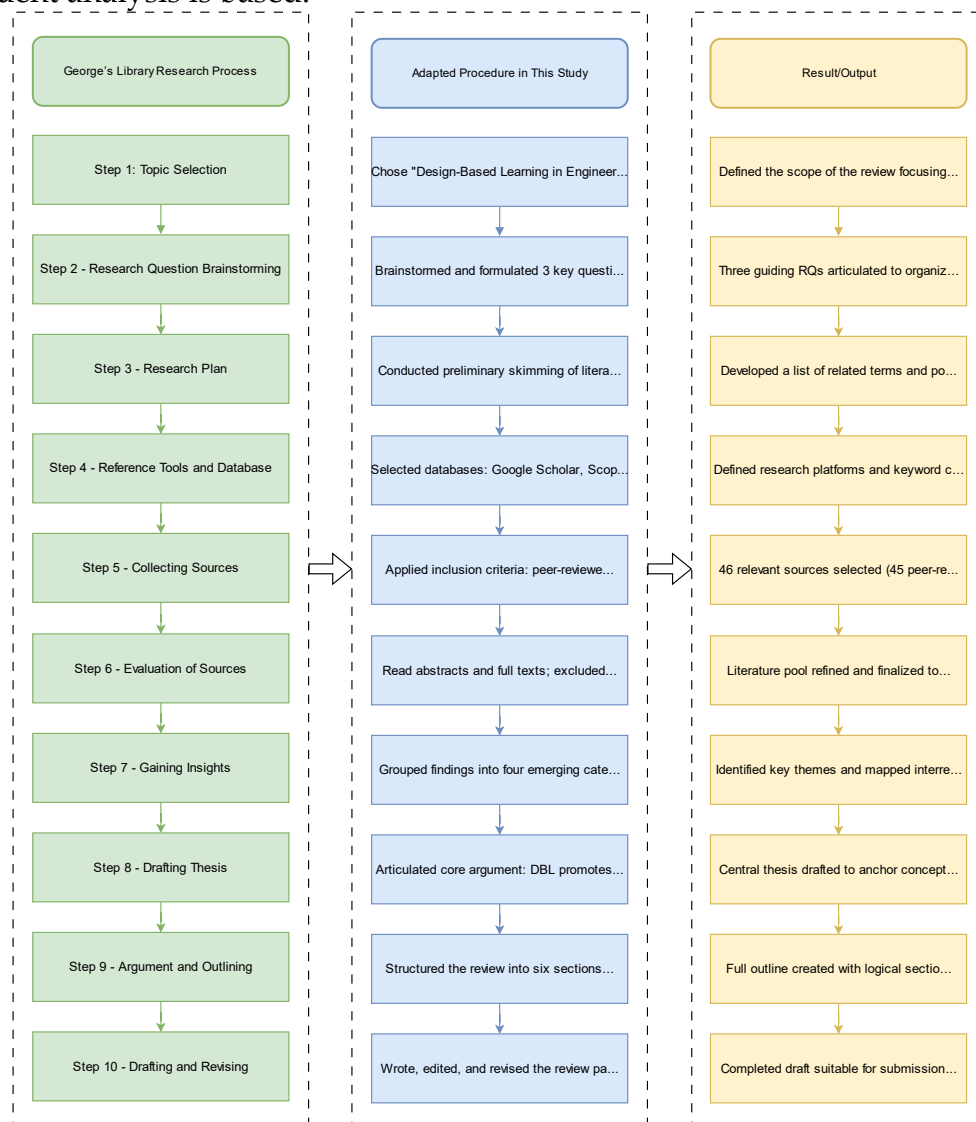 dent analysis is based.
George's Library Research Process
Step 1: Topic Selection
Step 2 - Research Question Brainstorming
Step 3 - Research Plan
Step 4 - Reference Tools and Database
Step 5 - Collecting Sources
Step 6 - Evaluation of Sources
Step 7 - Gaining Insights
Step 8 - Drafting Thesis
Step 9 - Argument and Outlining
Step 10 - Drafting and Revising
Adapted Procedure in This Study
Chose "Design-Based Learning in Engineer...
Brainstormed and formulated 3 key questi...
Conducted preliminary skimming of litera...
Selected databases: Google Scholar, Scop...
Applied inclusion criteria: peer-reviewe...
Read abstracts and full texts; excluded...
Grouped findings into four emerging cate...
Articulated core argument: DBL promotes...
Structured the review into six sections...
Wrote, edited, and revised the review pa...
Result/Output
Defined the scope of the review focusing...
Three guiding RQs articulated to organiz...
Developed a list of related terms and po...
Defined research platforms and keyword c...
46 relevant sources selected (45 peer-re...
Literature pool refined and finalized to...
Identified key themes and mapped interre...
Central thesis drafted to anchor concept...
Full outline created with logical sectio...
Completed draft suitable for submission...